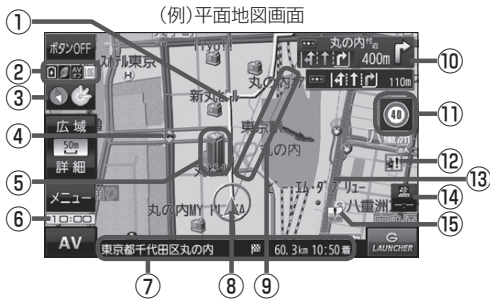 (例)平面地図画面
①
②
③
④
⑤
⑥
⑦
⑧
⑨
⑩
⑪
⑫
⑬
⑭
⑮
ボタンOFF
AV
広域
50m
詳細
メニュー
10:00
AV
東京
新丸ビル
丸の内
東京駅
丸の内
丸の内MY PLAZA
八重洲
丸の内付近
400m
110m
40
東京都千代田区丸の内
60.3km 10:50着
G
LAUNCHER